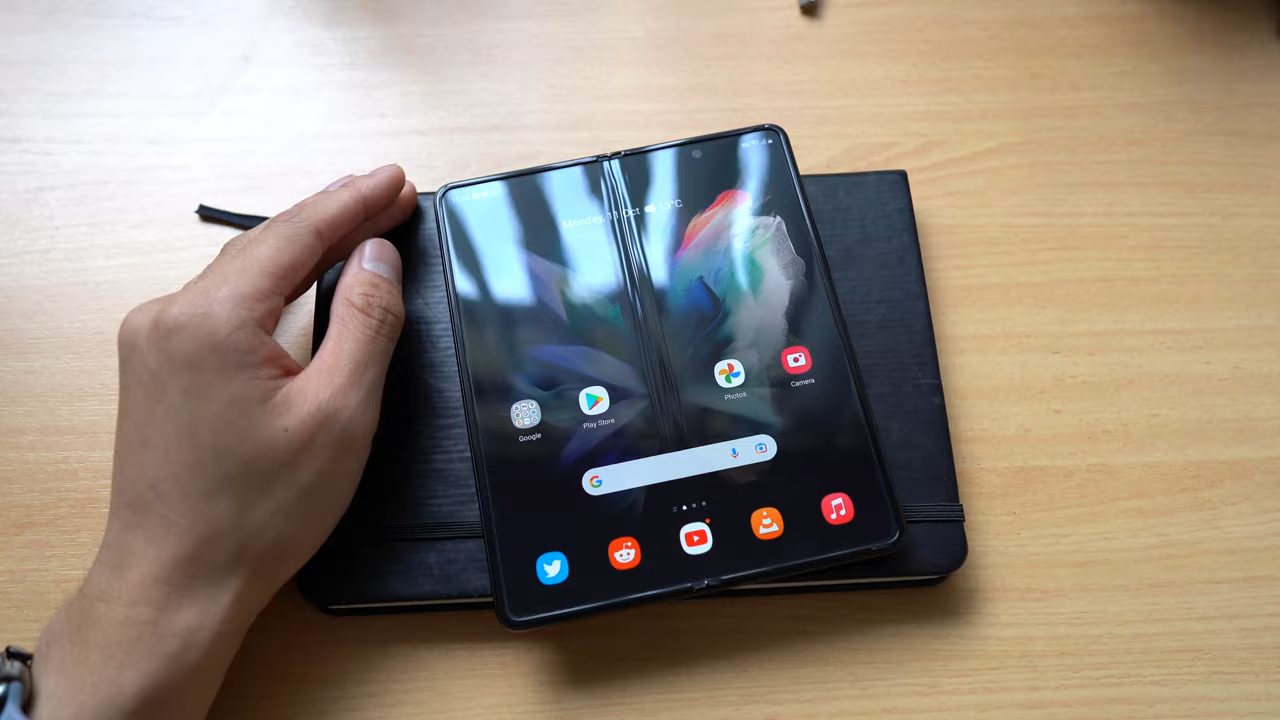 Monday, 11 Oct 13°C
Photos
Camera
Google
Play Store
G